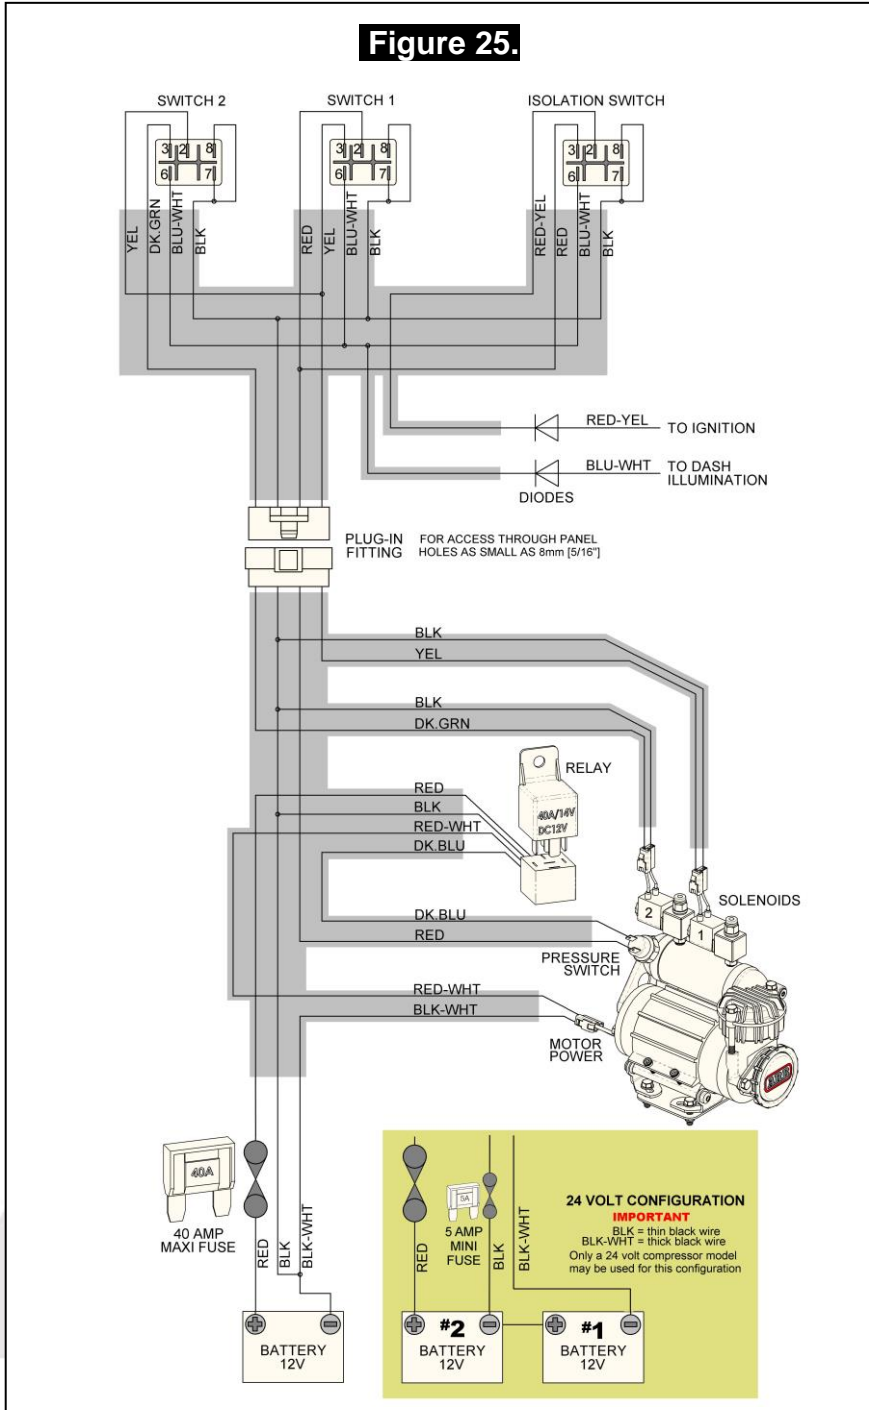 Figure 25.
SWITCH 2
SWITCH 1
ISOLATION SWITCH
3 2 8
6 7
3 2 8
6 7
3 2 8
6 7
YEL
DK.GRN
BLU-WHT
BLK
RED
YEL
BLU-WHT
BLK
RED-YEL
RED
BLU-WHT
BLK
RED-YEL
TO IGNITION
BLU-WHT
TO DASH
ILLUMINATION
DIODES
PLUG-IN
FITTING
FOR ACCESS THROUGH PANEL
HOLES AS SMALL AS 8mm [5/16"]
BLK
YEL
BLK
DK.GRN
RELAY
40A/14V
DC12V
RED
BLK
RED-WHT
DK.BLU
SOLENOIDS
2
1
DK.BLU
RED
PRESSURE
SWITCH
RED-WHT
BLK-WHT
MOTOR
POWER
ARB
40A
40 AMP
MAXI FUSE
RED
BLK
BLK-WHT
BATTERY
12V
5A
5 AMP
MINI
FUSE
RED
BLK
BLK-WHT
24 VOLT CONFIGURATION
IMPORTANT
BLK = thin black wire
BLK-WHT = thick black wire
Only a 24 volt compressor model
may be used for this configuration
#2
BATTERY
12V
#1
BATTERY
12V